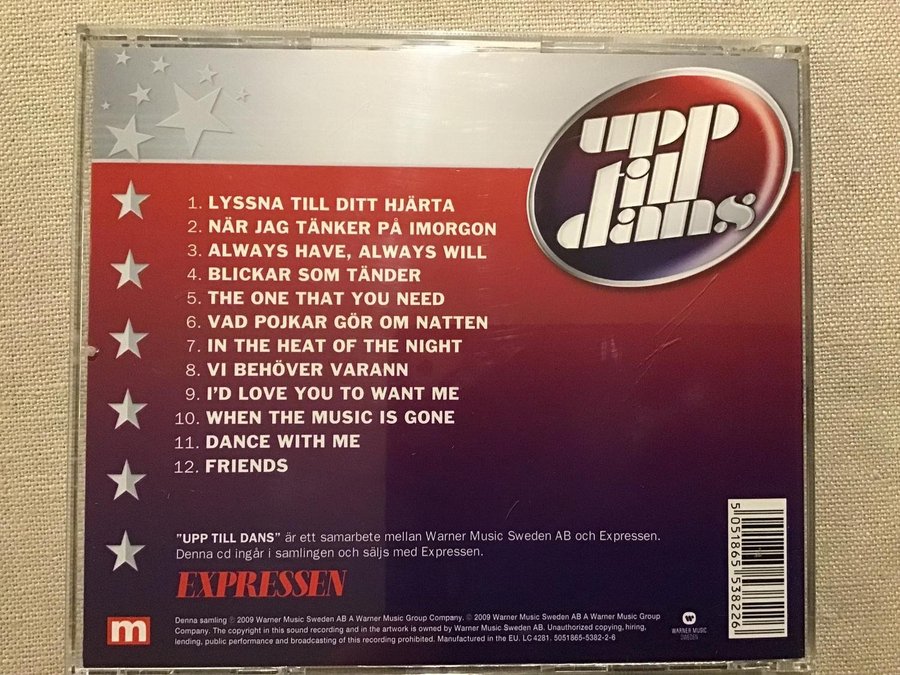 upp
till
dans
1. LYSSNA TILL DITT HJÄRTA
2. NÄR JAG TÄNKER PÅ IMORGON
3. ALWAYS HAVE, ALWAYS WILL
4. BLICKAR SOM TÄNDER
5. THE ONE THAT YOU NEED
6. VAD POJKAR GÖR OM NATTEN
7. IN THE HEAT OF THE NIGHT
8. VI BEHÖVER VARANN
9. I'D LOVE YOU TO WANT ME
10. WHEN THE MUSIC IS GONE
11. DANCE WITH ME
12. FRIENDS
"UPP TILL DANS" är ett samarbete mellan Warner Music Sweden AB och Expressen.
Denna cd ingår i samlingen och säljs med Expressen.
EXPRESSEN
m
Denna samling ℗ 2009 Warner Music Sweden AB A Warner Music Group Company. © 2009 Warner Music Sweden AB A Warner Music Group
Company. The copyright in this sound recording and in the artwork is owned by Warner Music Sweden AB. Unauthorized copying, hiring,
lending, public performance and broadcasting of this recording prohibited. Manufactured in the EU. LC 4281. 5051865-5382-2-6
WARNER MUSIC
SWEDEN
5 051865 538226